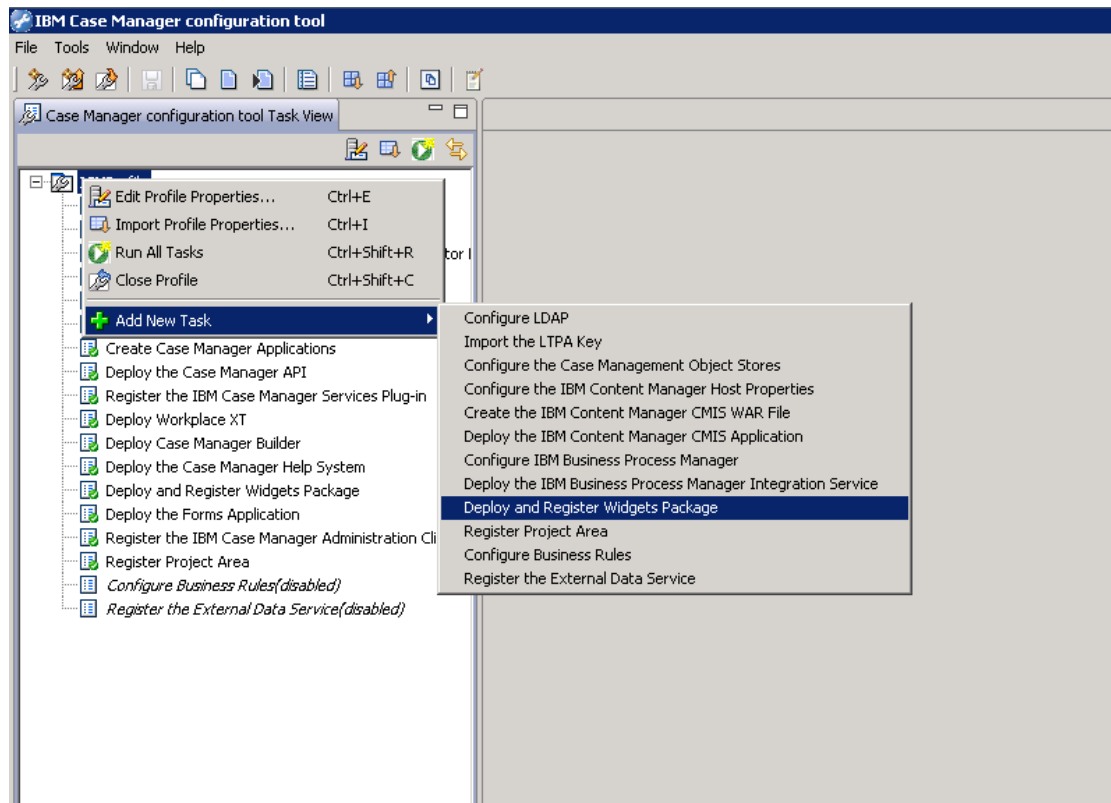 IBM Case Manager configuration tool
File Tools Window Help
Case Manager configuration tool Task View
Edit Profile Properties... Ctrl+E
Import Profile Properties... Ctrl+I
Run All Tasks Ctrl+Shift+R
tor
Close Profile Ctrl+Shift+C
Add New Task
Configure LDAP
Import the LTPA Key
Configure the Case Management Object Stores
Configure the IBM Content Manager Host Properties
Create the IBM Content Manager CMIS WAR File
Deploy the IBM Content Manager CMIS Application
Configure IBM Business Process Manager
Deploy the IBM Business Process Manager Integration Service
Deploy and Register Widgets Package
Register Project Area
Configure Business Rules
Register the External Data Service
Create Case Manager Applications
Deploy the Case Manager API
Register the IBM Case Manager Services Plug-in
Deploy Workplace XT
Deploy Case Manager Builder
Deploy the Case Manager Help System
Deploy and Register Widgets Package
Deploy the Forms Application
Register the IBM Case Manager Administration Cli
Register Project Area
Configure Business Rules(disabled)
Register the External Data Service(disabled)